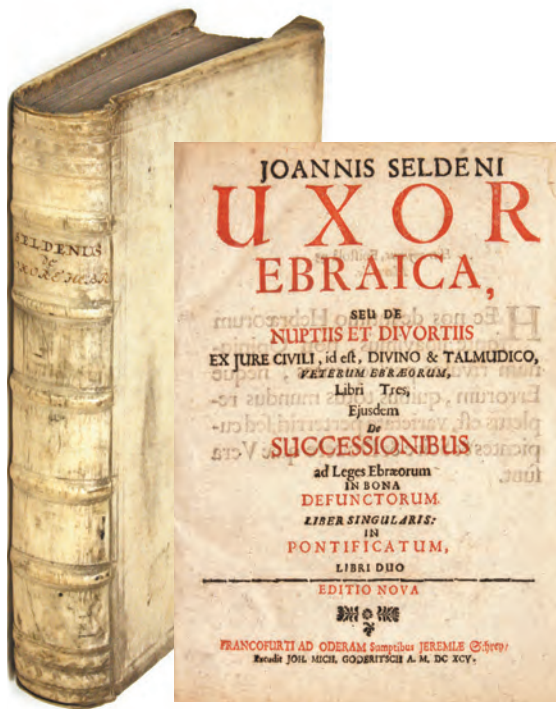 SELDENUS
DE
UXORE HEBR
JOANNIS SELDENI
UXOR
EBRAICA,
SEU DE
NUPTIIS ET DIVORTIIS
EX JURE CIVILI, id eſt, DIVINO & TALMUDICO,
VETERUM EBRÆORUM,
Libri Tres,
Ejusdem
De
SUCCESSIONIBUS
ad Leges Ebræorum
IN BONA
DEFUNCTORUM.
LIBER SINGULARIS:
IN
PONTIFICATUM,
LIBRI DUO
EDITIO NOVA
FRANCOFURTI AD ODERAM Sumptibus JEREMIÆ Schrey/
Excudit JOH. MICH. GODERITSCH A. M. DC XCV.